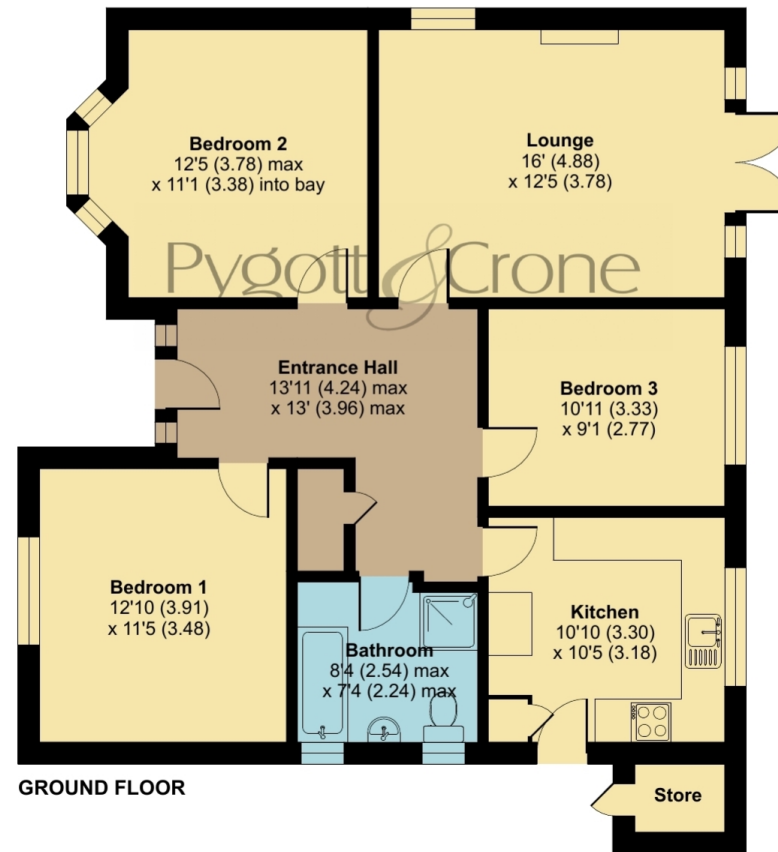 Bedroom 2
12'5 (3.78) max
x 11'1 (3.38) into bay
Lounge
16' (4.88)
x 12'5 (3.78)
Pygott & Crone
Entrance Hall
13'11 (4.24) max
x 13' (3.96) max
Bedroom 3
10'11 (3.33)
x 9'1 (2.77)
Bedroom 1
12'10 (3.91)
x 11'5 (3.48)
Kitchen
10'10 (3.30)
x 10'5 (3.18)
Bathroom
8'4 (2.54) max
x 7'4 (2.24) max
GROUND FLOOR
Store